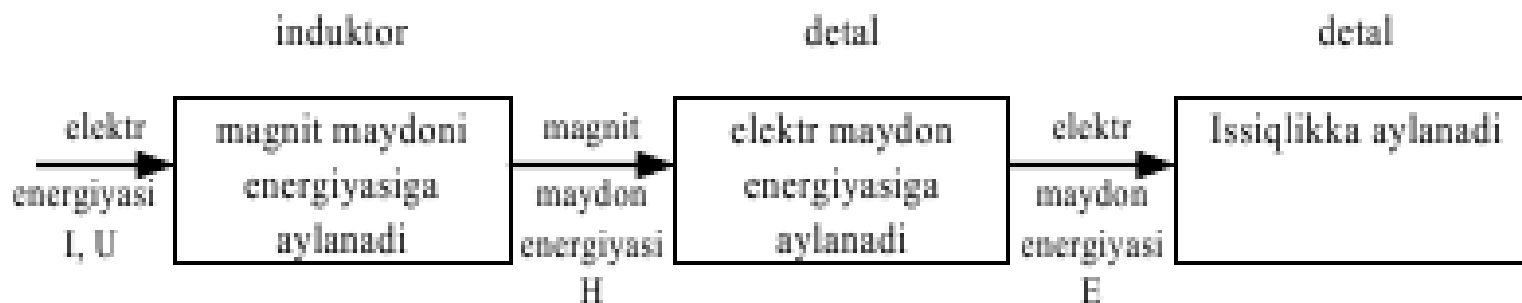 induktor
detal
detal
elektr
energiyasi
I, U
magnit maydoni
energiyasiga
aylanadi
magnit
maydon
energiyasi
H
elektr maydon
energiyasiga
aylanadi
elektr
maydon
energiyasi
E
Issiqlikka aylanadi